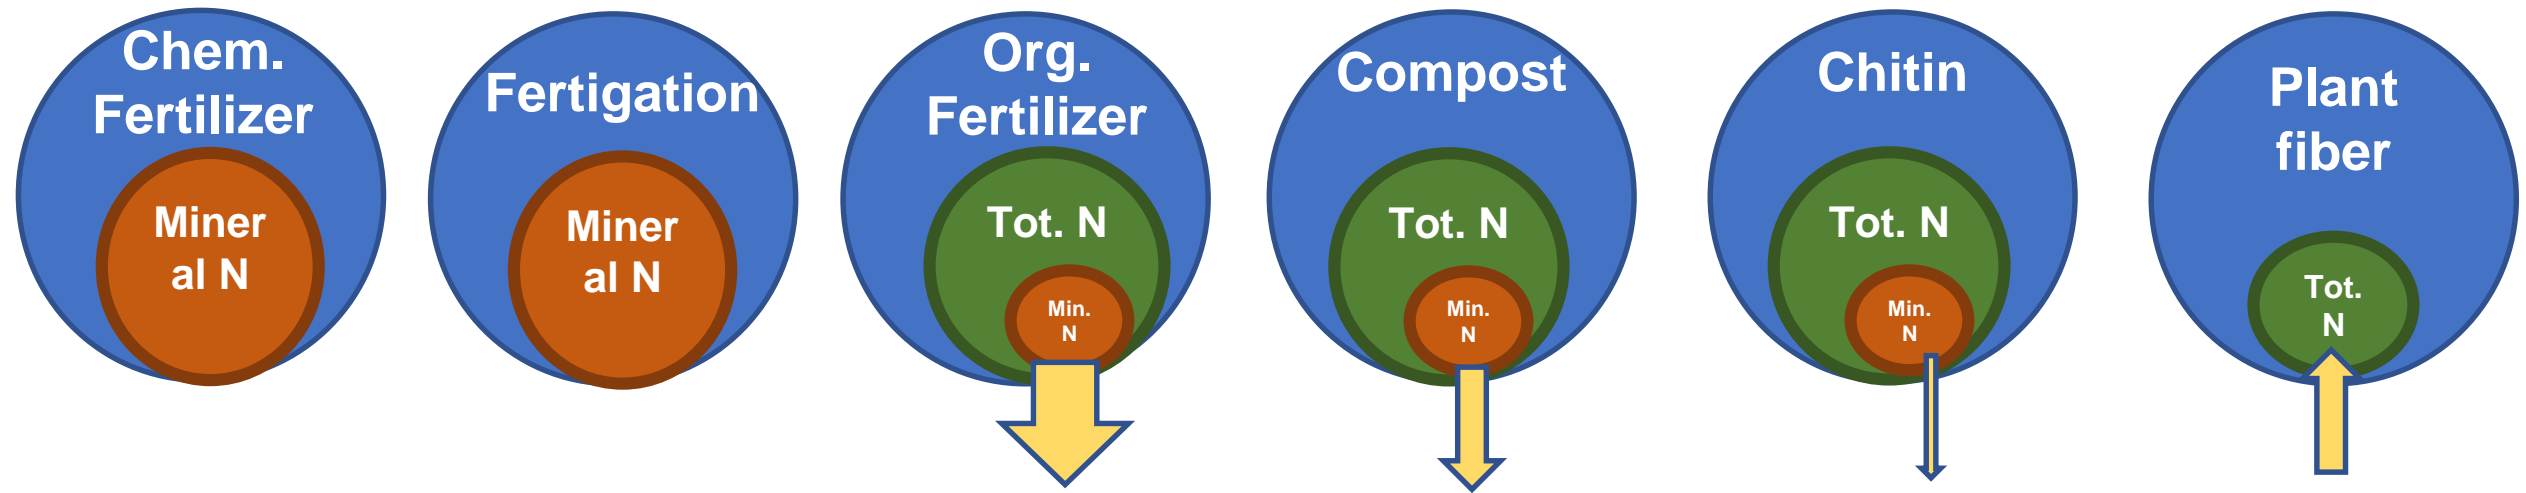 Chem.
Fertilizer
Miner
al N
Fertigation
Miner
al N
Org.
Fertilizer
Tot. N
Min.
N
Compost
Tot. N
Min.
N
Chitin
Tot. N
Min.
N
Plant
fiber
Tot.
N